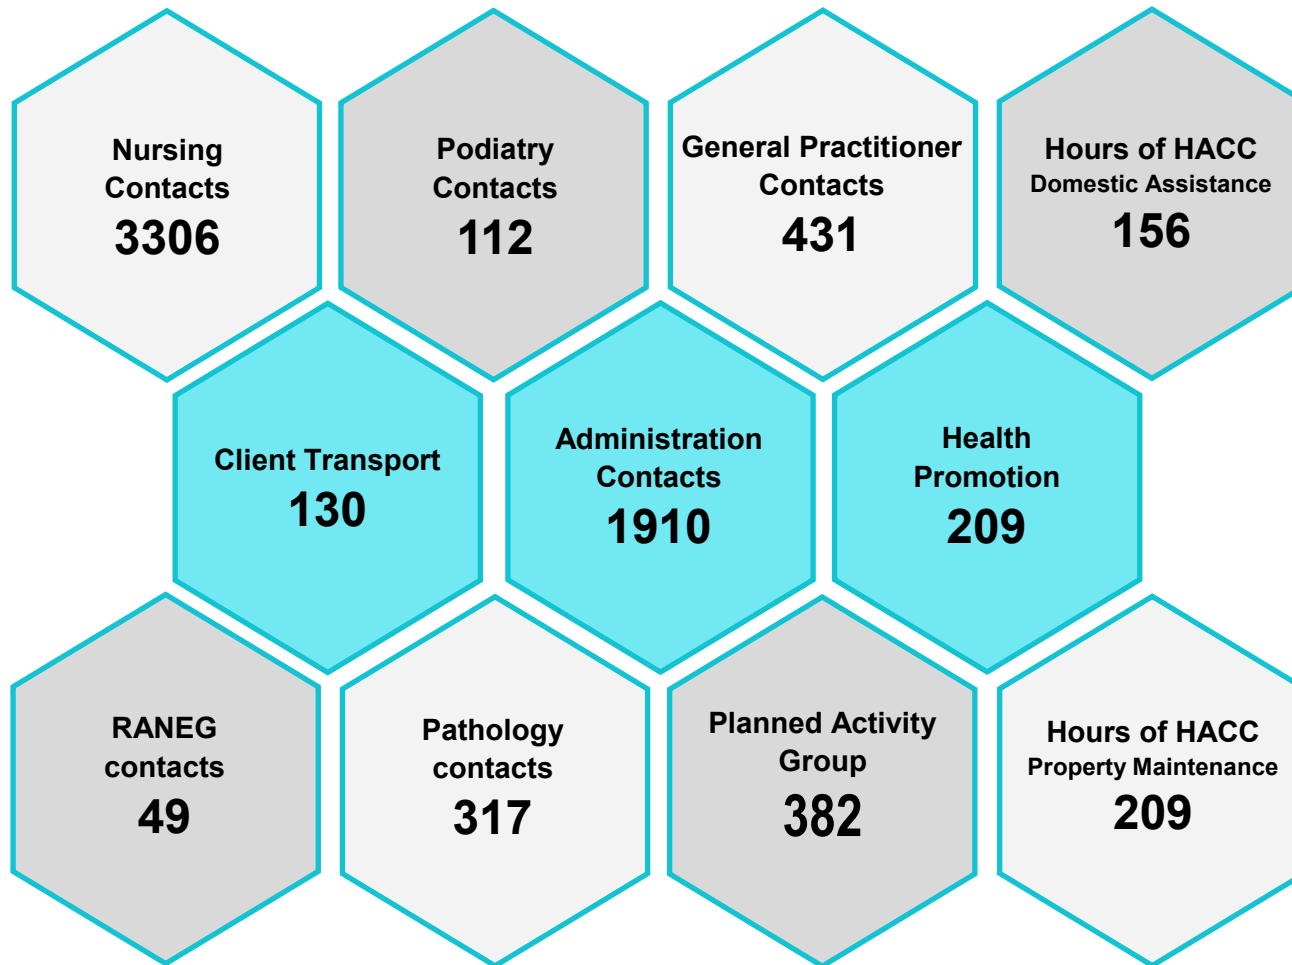 Nursing
Contacts
3306
Podiatry
Contacts
112
General Practitioner
Contacts
431
Hours of HACC
Domestic Assistance
156
Client Transport
130
Administration
Contacts
1910
Health
Promotion
209
RANEG
contacts
49
Pathology
contacts
317
Planned Activity
Group
382
Hours of HACC
Property Maintenance
209